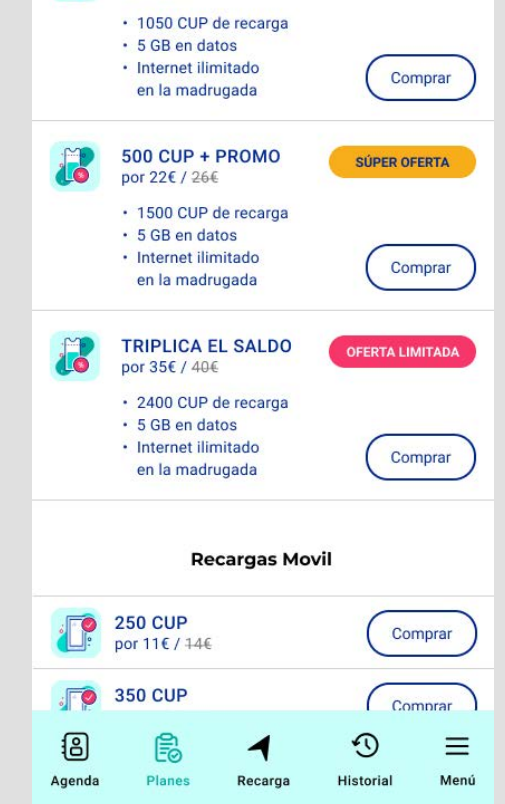 • 1050 CUP de recarga
• 5 GB en datos
• Internet ilimitado
en la madrugada
Comprar
500 CUP + PROMO
por 22€ / 26€
SÚPER OFERTA
• 1500 CUP de recarga
• 5 GB en datos
• Internet ilimitado
en la madrugada
Comprar
TRIPLICA EL SALDO
por 35€ / 40€
OFERTA LIMITADA
• 2400 CUP de recarga
• 5 GB en datos
• Internet ilimitado
en la madrugada
Comprar
Recargas Movil
250 CUP
por 11€ / 14€
Comprar
350 CUP
Comprar
Agenda
Planes
Recarga
Historial
Menú